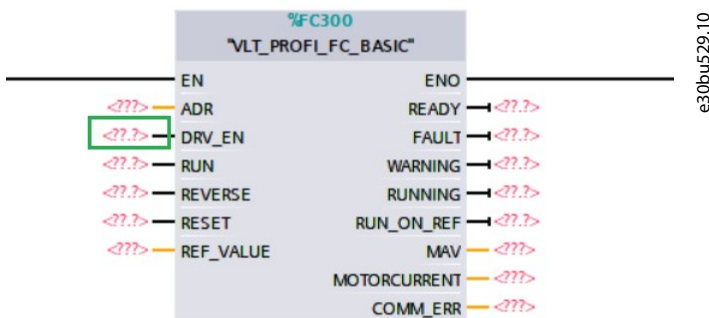 %FC300
"VLT_PROFI_FC_BASIC"
EN ENO
<???> ADR READY <??.?>
<??.?> DRV_EN FAULT <??.?>
<??.?> RUN WARNING <??.?>
<??.?> REVERSE RUNNING <??.?>
<??.?> RESET RUN_ON_REF <??.?>
<???> REF_VALUE MAV <???>
MOTORCURRENT <???>
COMM_ERR <???>
e30bu529.10